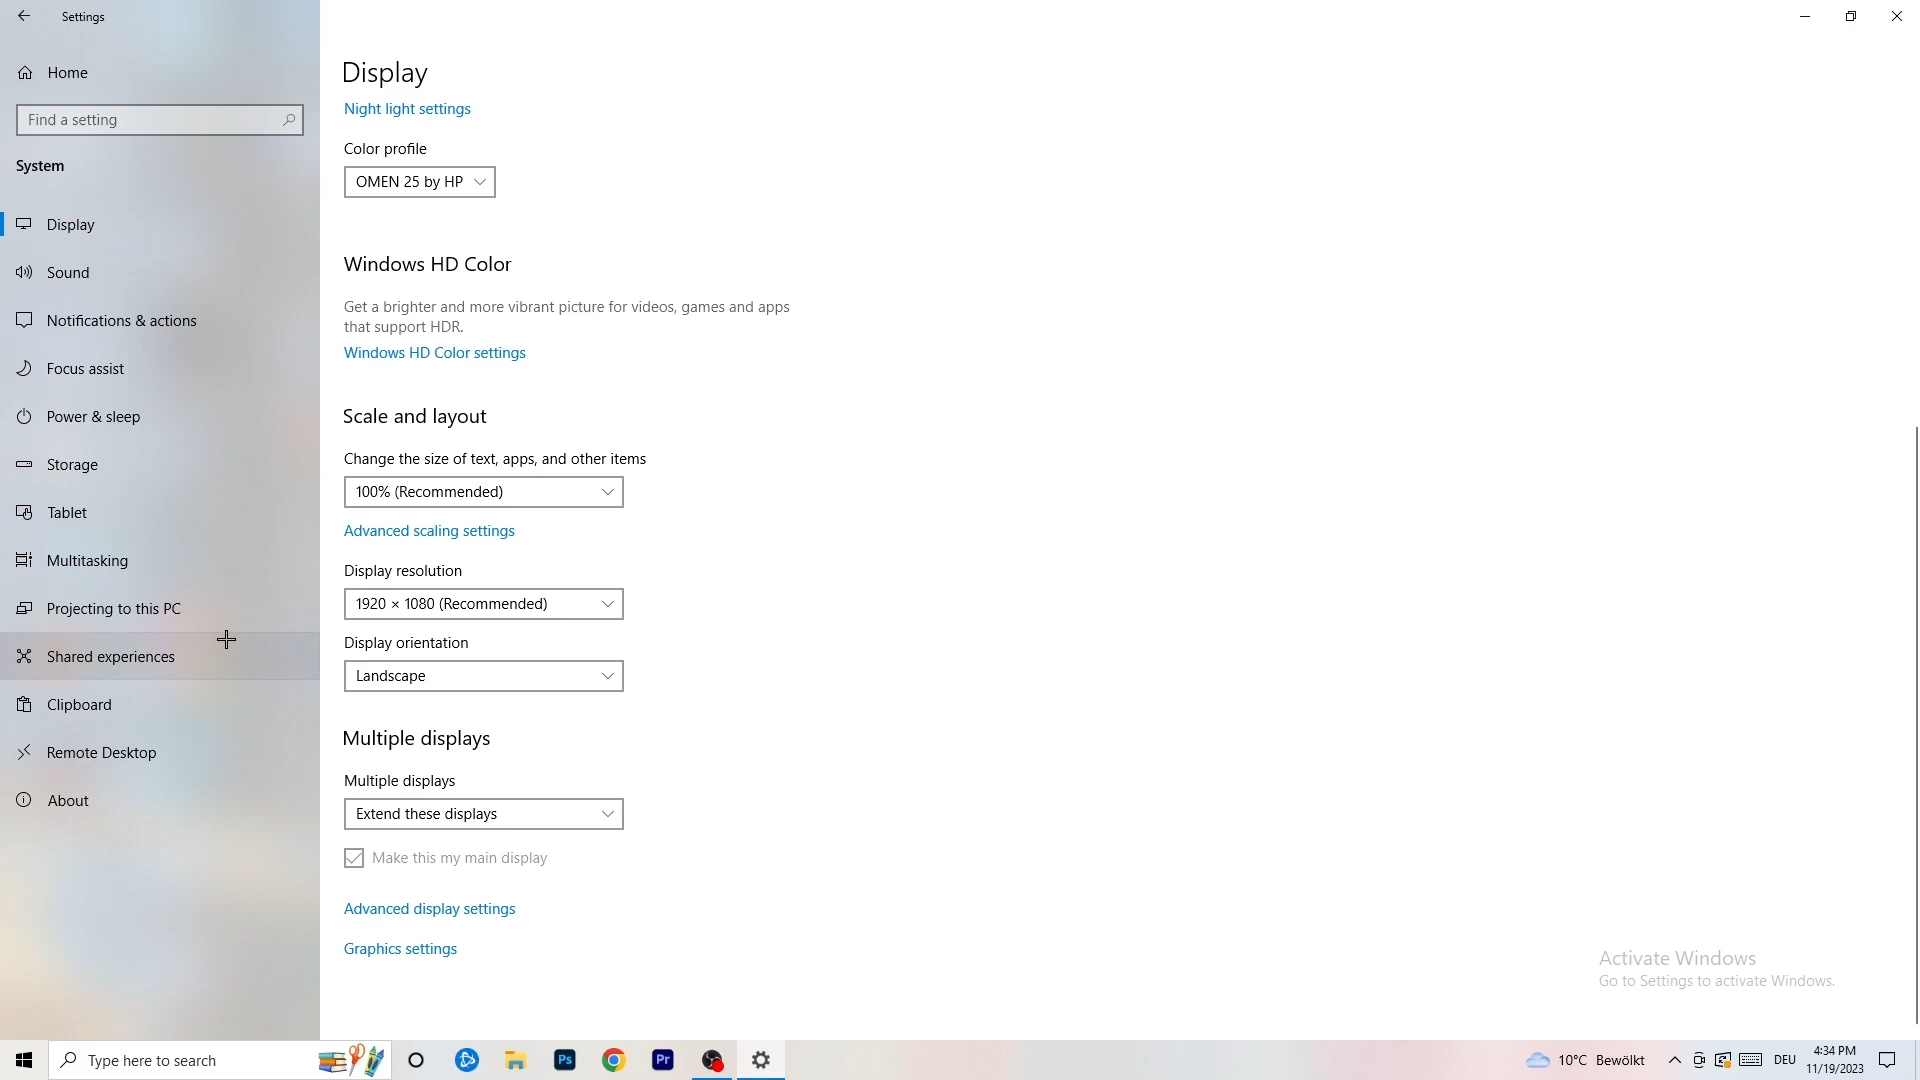 Settings
Home
Find a setting
System
Display
Sound
Notifications & actions
Focus assist
Power & sleep
Storage
Tablet
Multitasking
Projecting to this PC
Shared experiences
Clipboard
Remote Desktop
About
Display
Night light settings
Color profile
OMEN 25 by HP
Windows HD Color
Get a brighter and more vibrant picture for videos, games and apps
that support HDR.
Windows HD Color settings
Scale and layout
Change the size of text, apps, and other items
100% (Recommended)
Advanced scaling settings
Display resolution
1920 × 1080 (Recommended)
Display orientation
Landscape
Multiple displays
Multiple displays
Extend these displays
Make this my main display
Advanced display settings
Graphics settings
Activate Windows
Go to Settings to activate Windows.
Type here to search
Ps
Pr
10°C Bewölkt
DEU
4:34 PM
11/19/2023